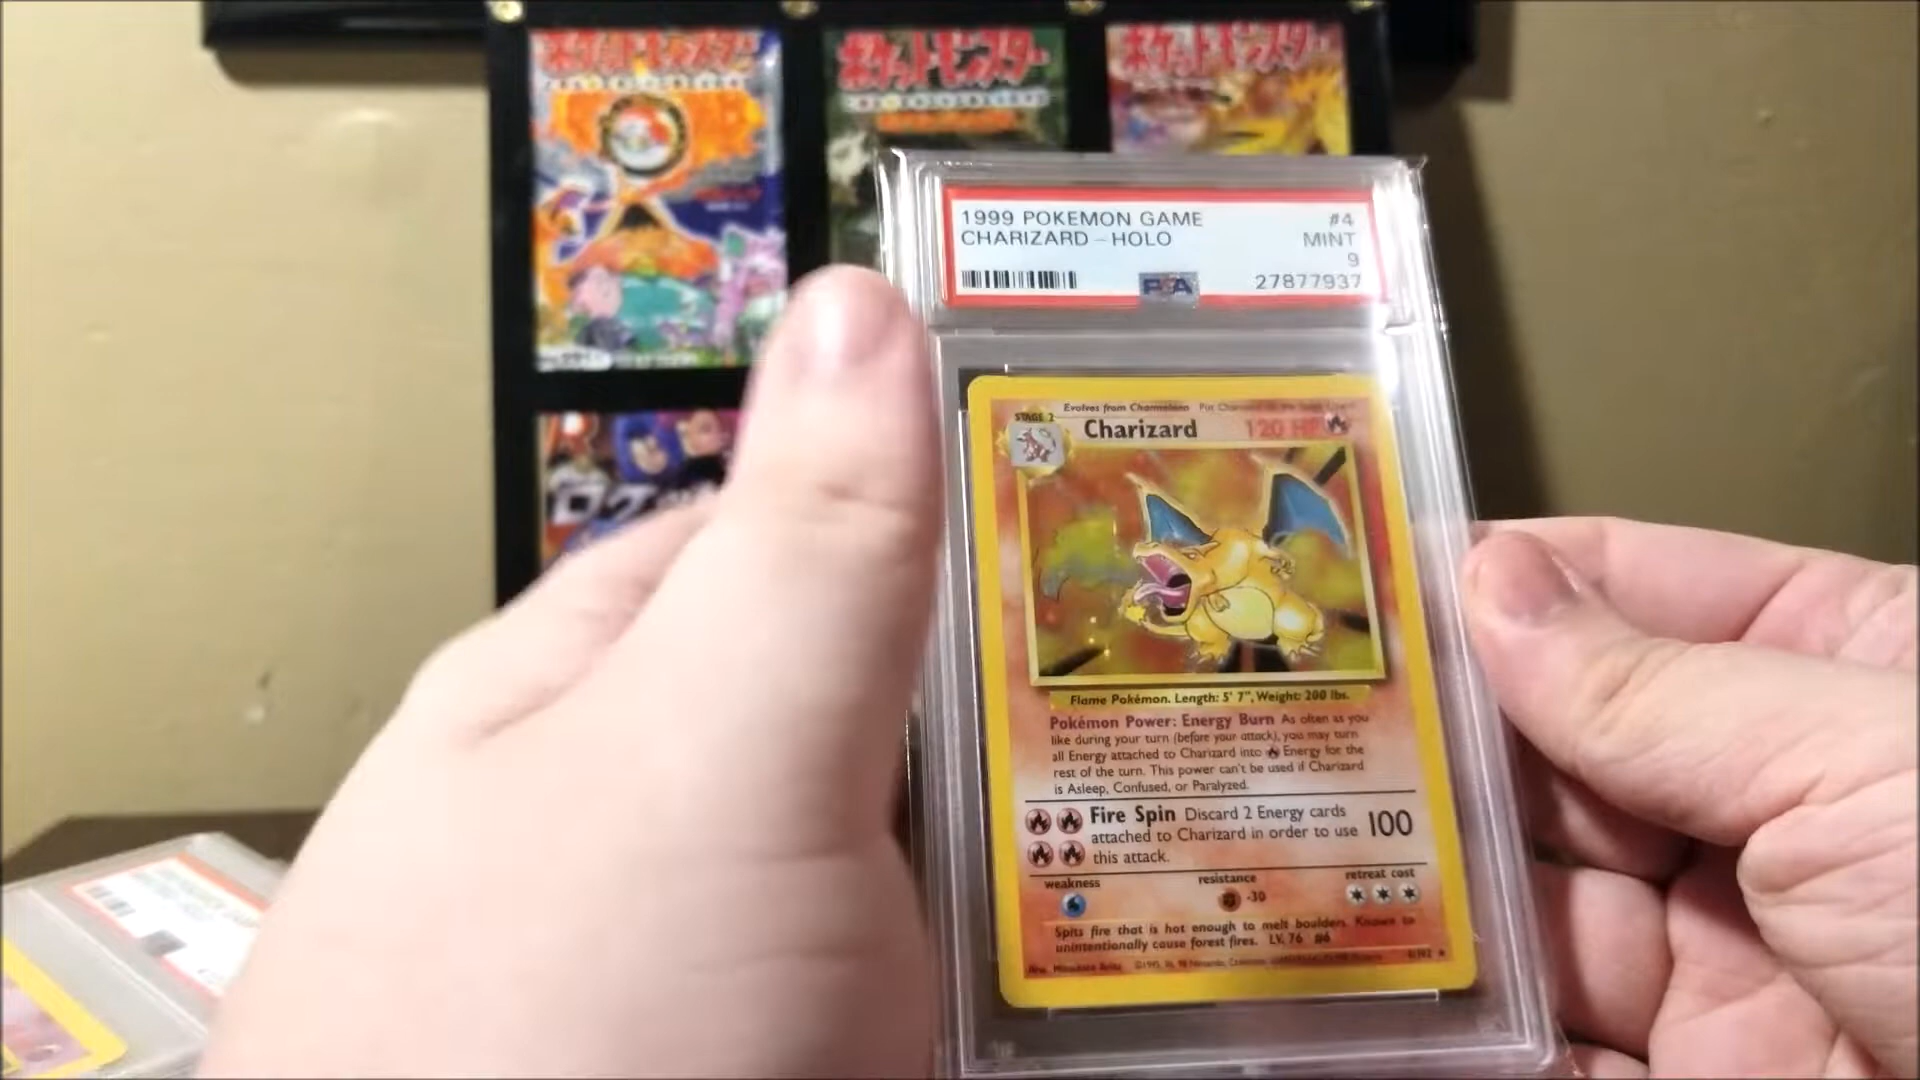 ポケットモンスター
ポケットモンスター
ポケットモンスター
1999 POKEMON GAME #4
CHARIZARD - HOLO MINT
9
PSA 27877937
STAGE 2 Evolves from Charmeleon
Charizard 120 HP
Flame Pokémon. Length: 5' 7", Weight: 200 lbs.
Pokémon Power: Energy Burn As often as you
like during your turn (before your attack), you may turn
all Energy attached to Charizard into Energy for the
rest of the turn. This power can't be used if Charizard
is Asleep, Confused, or Paralyzed.
Fire Spin Discard 2 Energy cards
attached to Charizard in order to use 100
this attack.
weakness resistance retreat cost
-30
Spits fire that is hot enough to melt boulders. Known to
unintentionally cause forest fires. LV. 76 #6